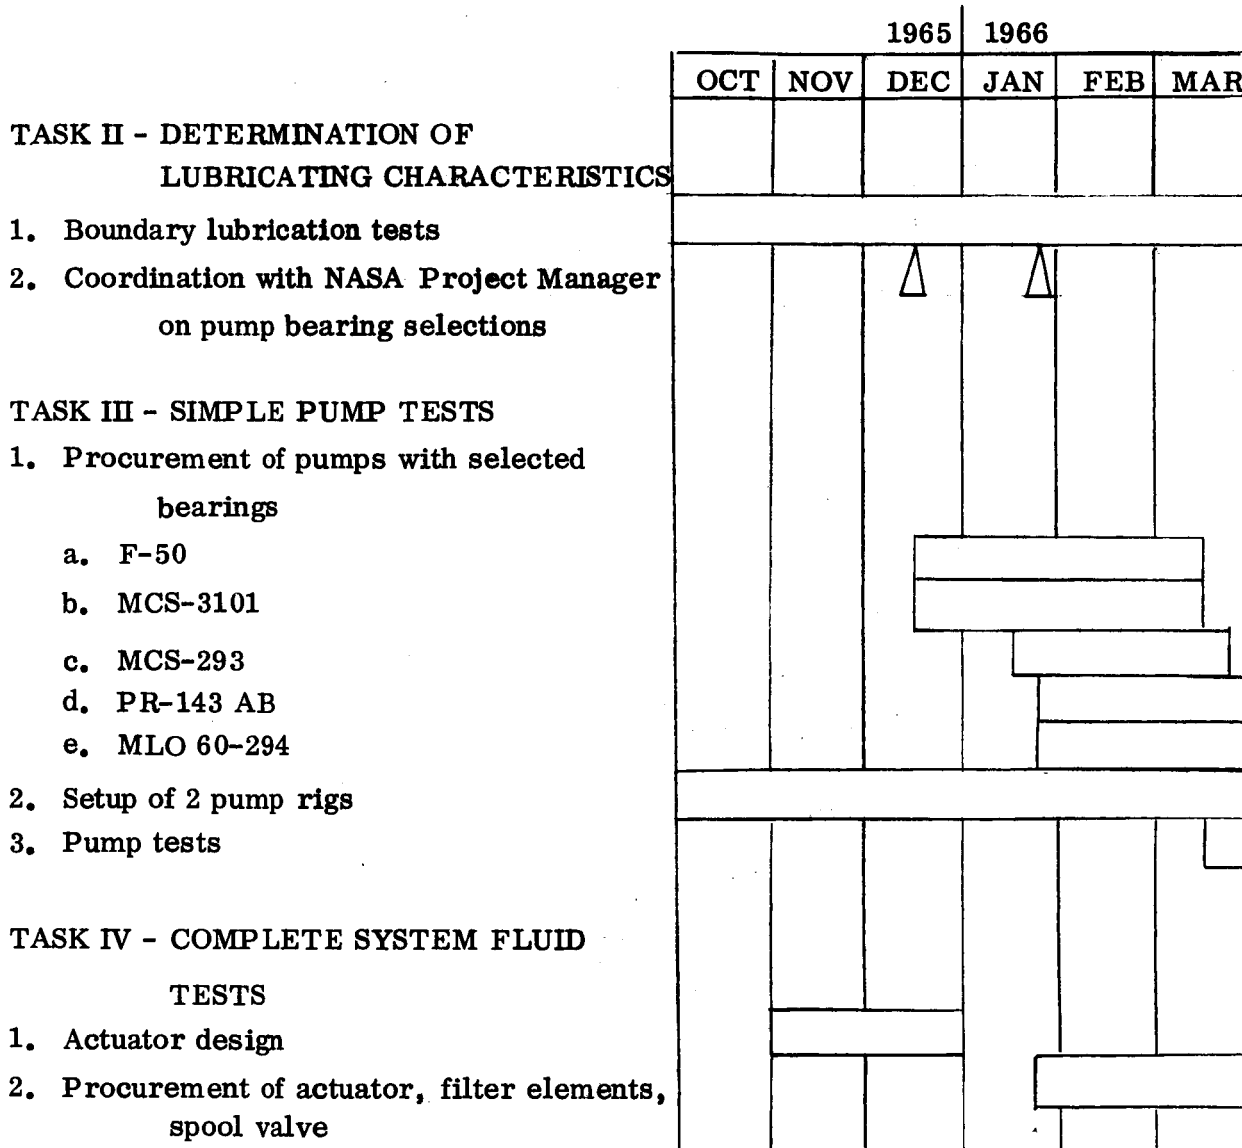 1965 1966
OCT NOV DEC JAN FEB MAR
TASK II - DETERMINATION OF
LUBRICATING CHARACTERISTICS
1. Boundary lubrication tests
2. Coordination with NASA Project Manager
on pump bearing selections
TASK III - SIMPLE PUMP TESTS
1. Procurement of pumps with selected
bearings
a. F-50
b. MCS-3101
c. MCS-293
d. PR-143 AB
e. MLO 60-294
2. Setup of 2 pump rigs
3. Pump tests
TASK IV - COMPLETE SYSTEM FLUID
TESTS
1. Actuator design
2. Procurement of actuator, filter elements,
spool valve